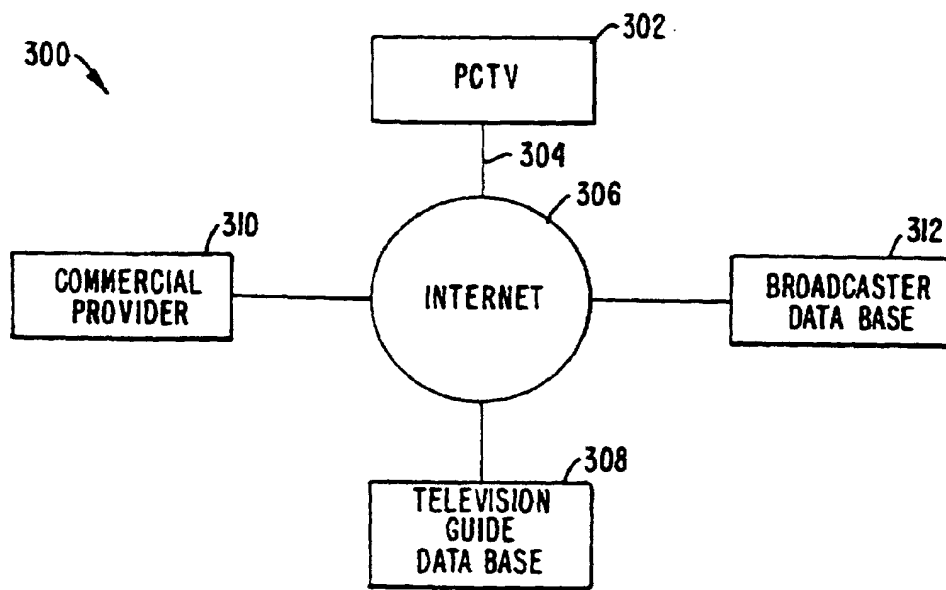 302
300
PCTV
304
306
310
312
COMMERCIAL
PROVIDER
INTERNET
BROADCASTER
DATA BASE
308
TELEVISION
GUIDE
DATA BASE